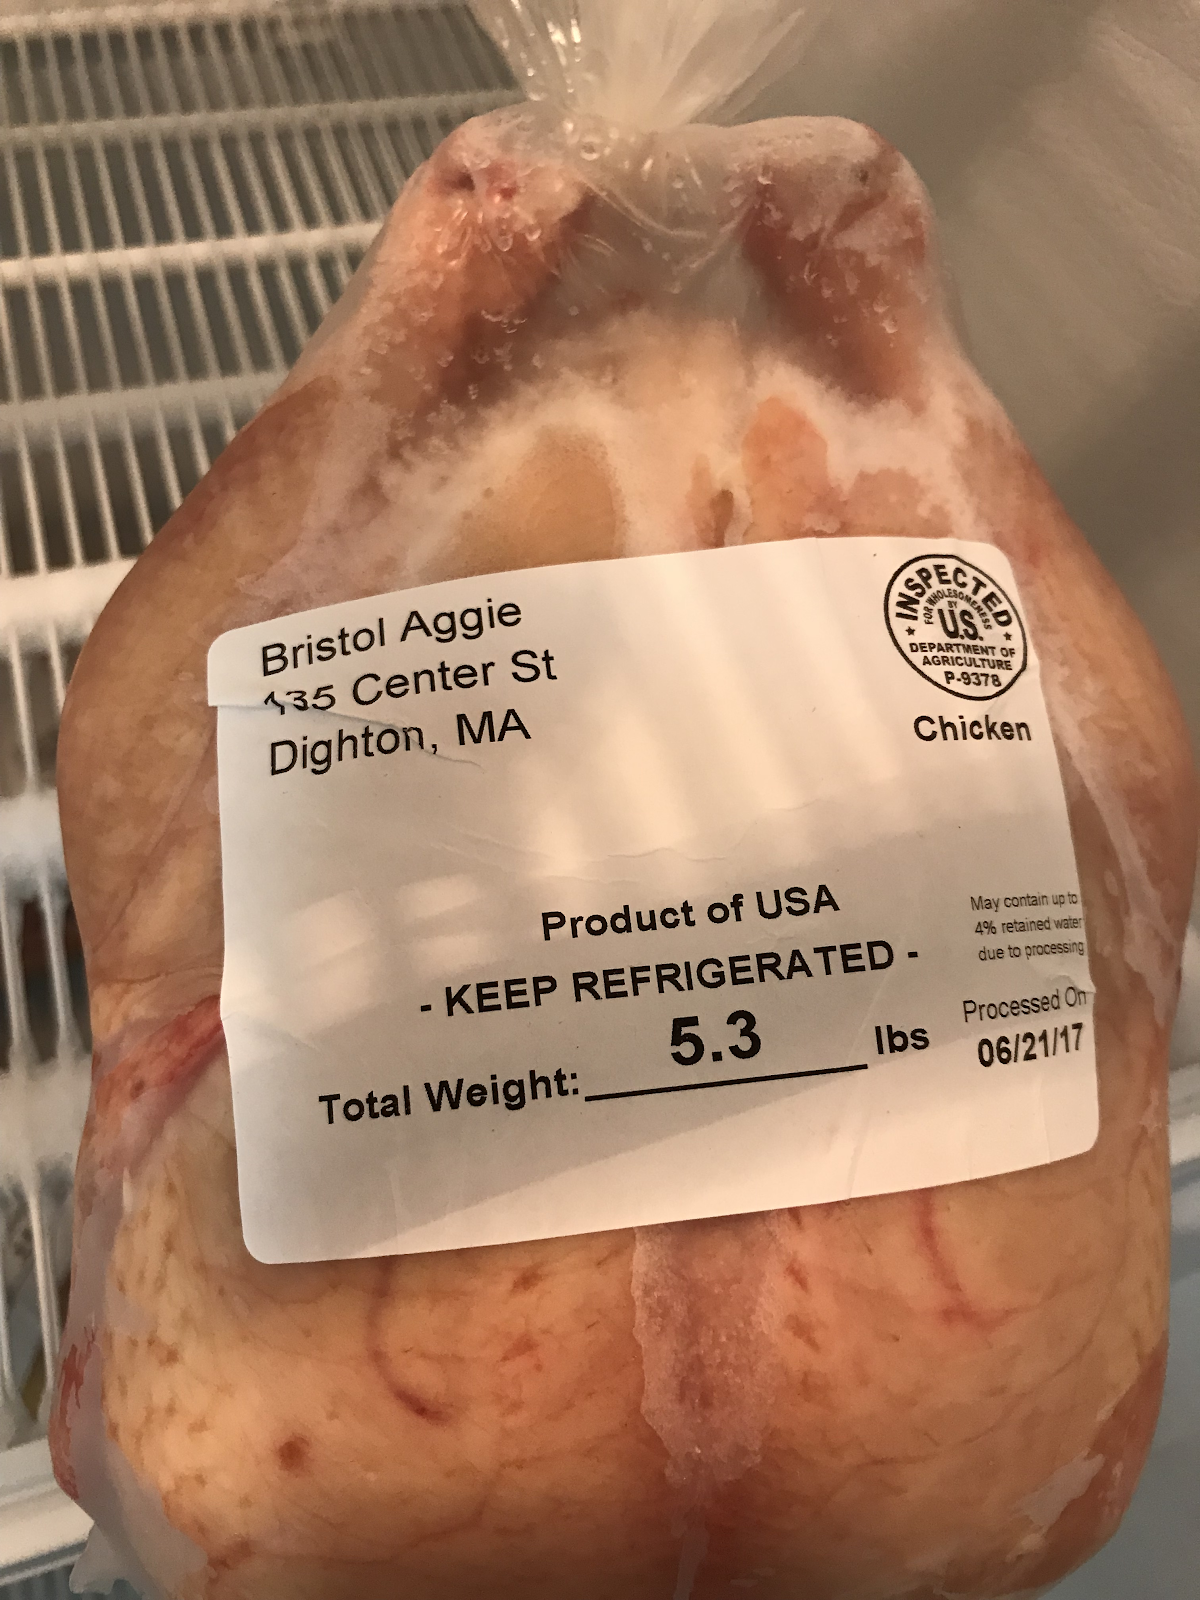 Bristol Aggie
135 Center St
Dighton, MA
INSPECTED
FOR WHOLESOMENESS
BY
U.S.
DEPARTMENT OF
AGRICULTURE
P-9378
Chicken
Product of USA
- KEEP REFRIGERATED -
Total Weight: 5.3 lbs
May contain up to
4% retained water
due to processing
Processed On
06/21/17